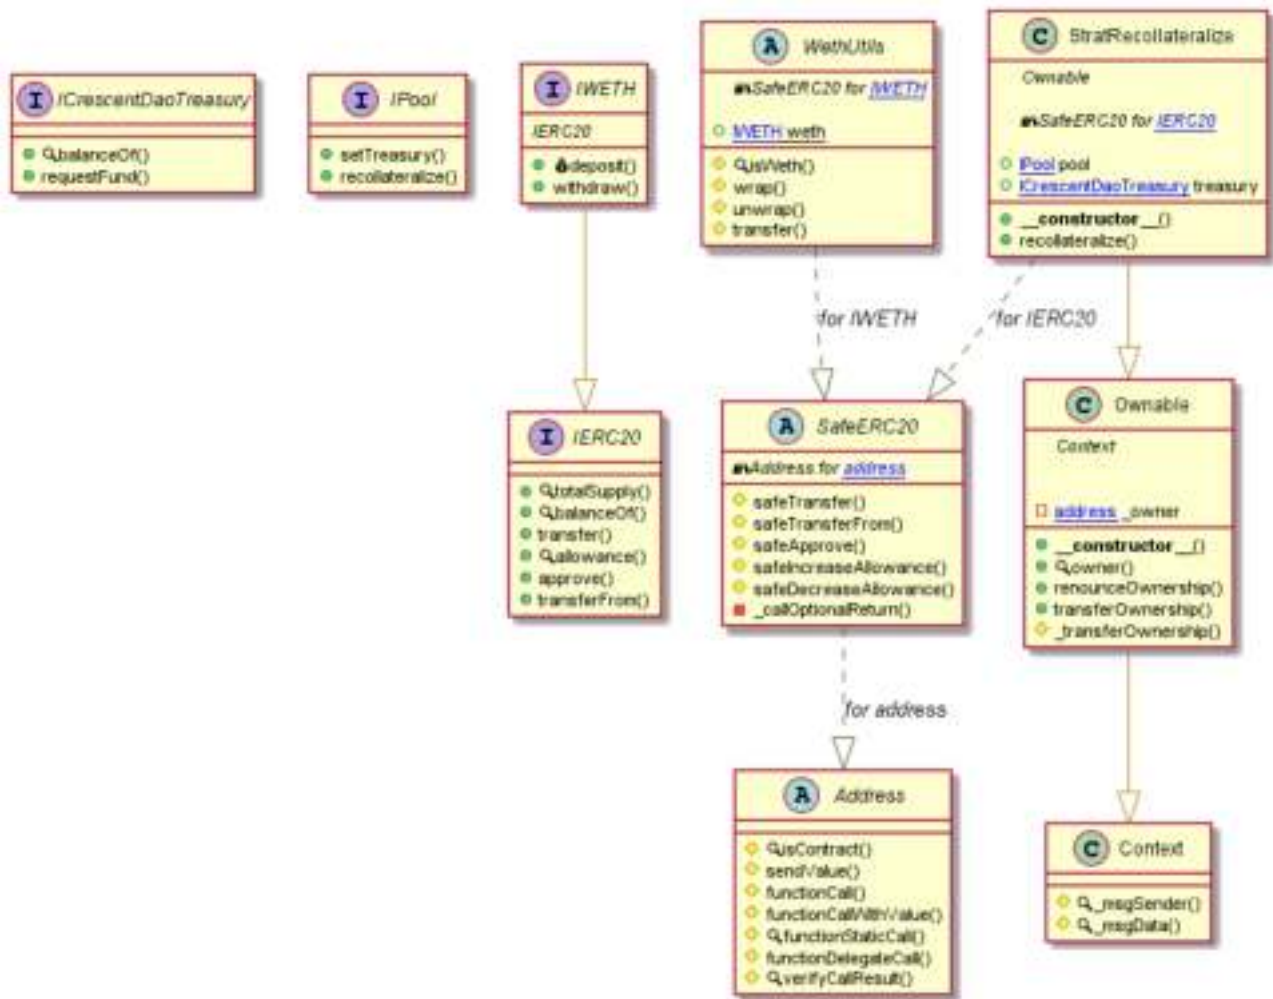 I ICrescentDaoTreasury
balanceOf()
requestFund()
I IPool
setTreasury()
recollateralize()
I IWETH
IERC20
deposit()
withdraw()
A WethUtils
SafeERC20 for IWETH
IWETH weth
isWeth()
wrap()
unwrap()
transfer()
C StratRecollateralize
Ownable
SafeERC20 for IERC20
IPool pool
ICrescentDaoTreasury treasury
__constructor__()
recollateralize()
for IWETH
for IERC20
I IERC20
totalSupply()
balanceOf()
transfer()
allowance()
approve()
transferFrom()
A SafeERC20
Address for address
safeTransfer()
safeTransferFrom()
safeApprove()
safeIncreaseAllowance()
safeDecreaseAllowance()
_callOptionalReturn()
C Ownable
Context
address _owner
__constructor__()
owner()
renounceOwnership()
transferOwnership()
_transferOwnership()
for address
A Address
isContract()
sendValue()
functionCall()
functionCallWithValue()
functionStaticCall()
functionDelegateCall()
verifyCallResult()
C Context
_msgSender()
_msgData()